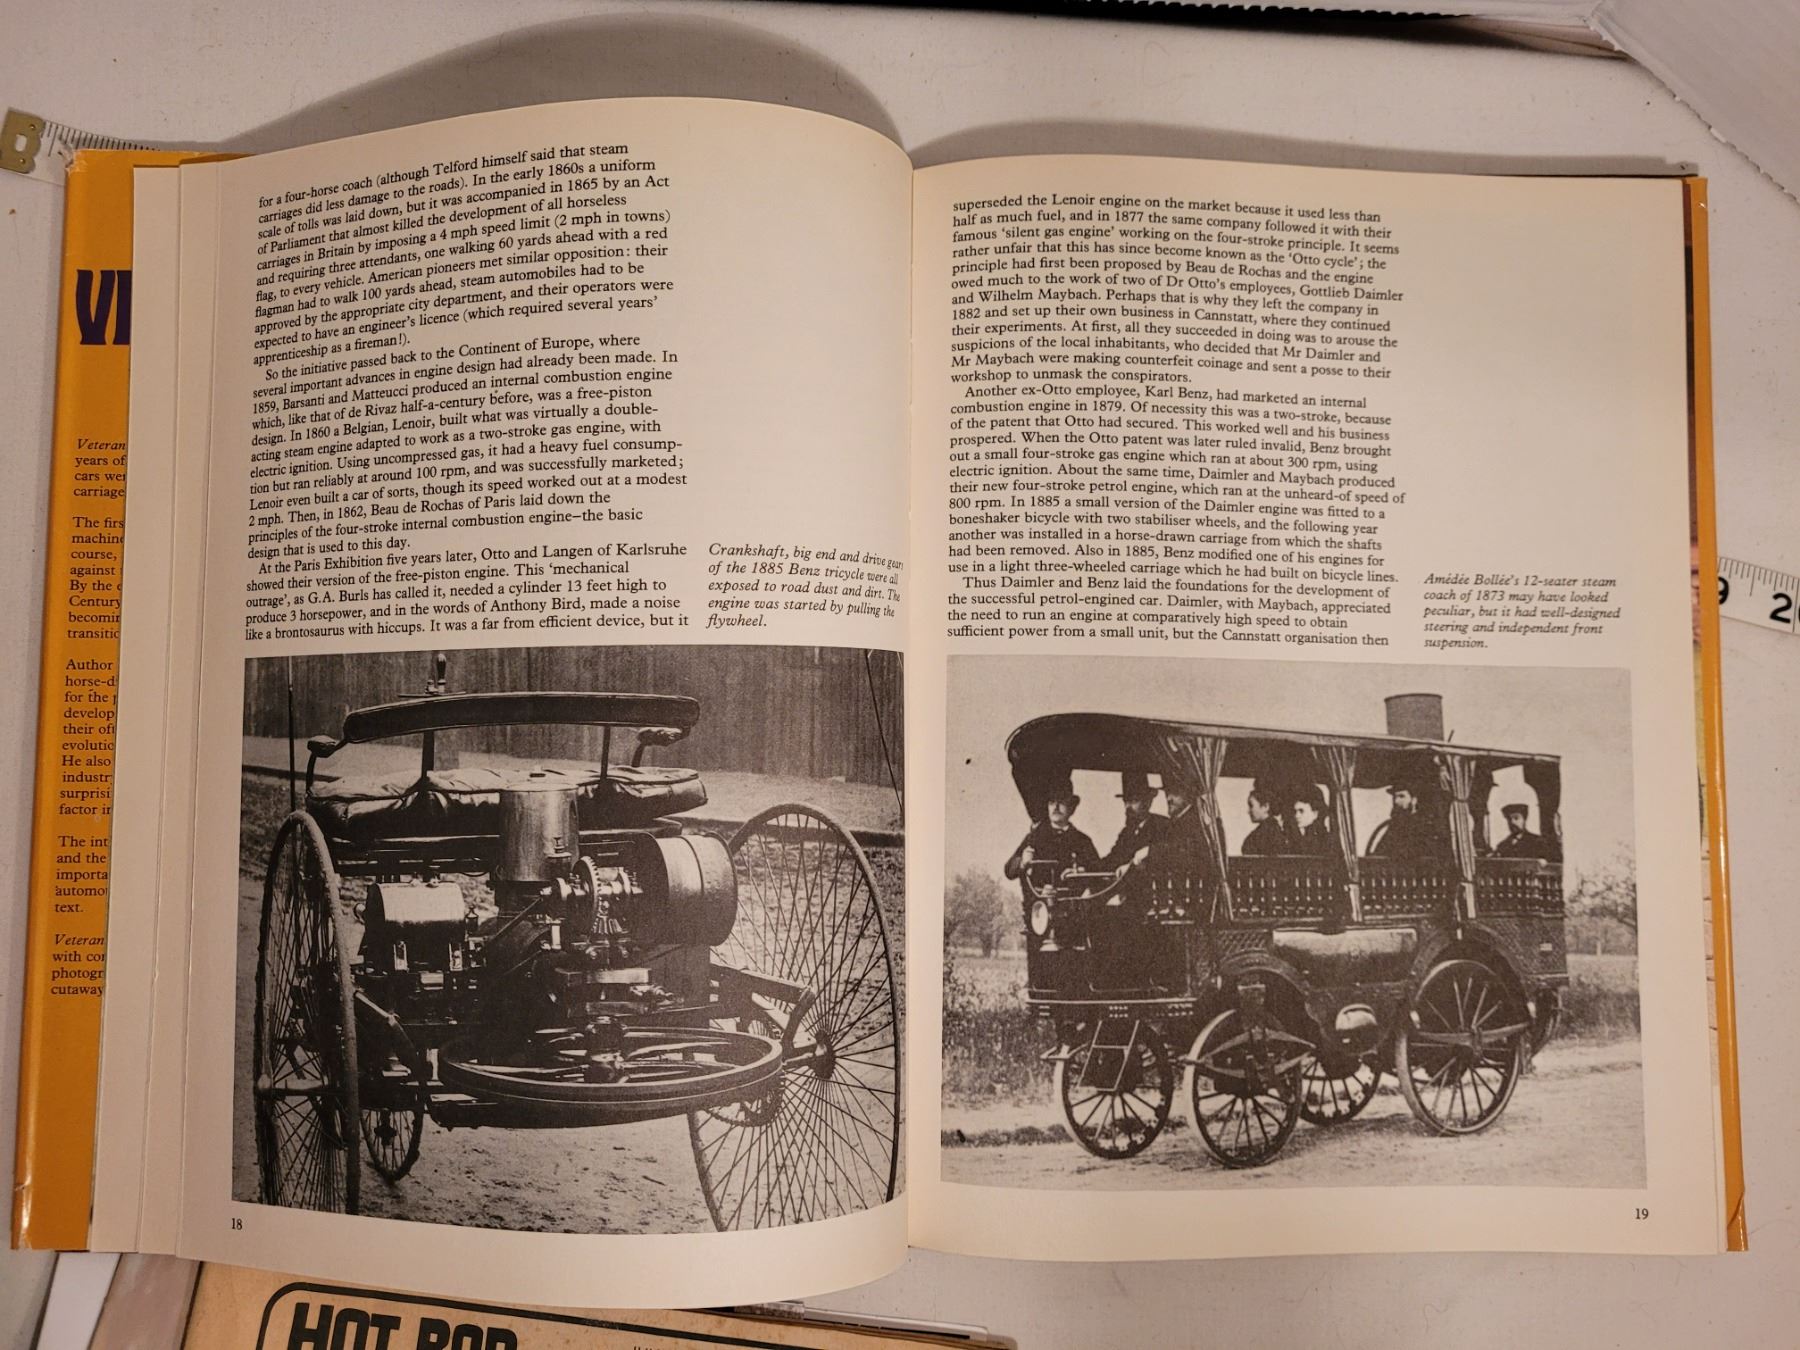 VE
Veteran
years of
cars wer
carriage
The firs
machine
course,
against
By the
Century
becomin
transitio
Author
horse-d
for the
develop
their oft
evolutio
He also
industr
surprisi
factor in
The int
and the
importa
automo
text.
Veteran
with con
photogr
cutaway
for a four-horse coach (although Telford himself said that steam
carriages did less damage to the roads). In the early 1860s a uniform
scale of tolls was laid down, but it was accompanied in 1865 by an Act
of Parliament that almost killed the development of all horseless
carriages in Britain by imposing a 4 mph speed limit (2 mph in towns)
and requiring three attendants, one walking 60 yards ahead with a red
flag, to every vehicle. American pioneers met similar opposition: their
flagman had to walk 100 yards ahead, steam automobiles had to be
approved by the appropriate city department, and their operators were
expected to have an engineer's licence (which required several years'
apprenticeship as a fireman!).
So the initiative passed back to the Continent of Europe, where
several important advances in engine design had already been made. In
1859, Barsanti and Matteucci produced an internal combustion engine
which, like that of de Rivaz half-a-century before, was a free-piston
design. In 1860 a Belgian, Lenoir, built what was virtually a double-
acting steam engine adapted to work as a two-stroke gas engine, with
electric ignition. Using uncompressed gas, it had a heavy fuel consump-
tion but ran reliably at around 100 rpm, and was successfully marketed;
Lenoir even built a car of sorts, though its speed worked out at a modest
2 mph. Then, in 1862, Beau de Rochas of Paris laid down the
principles of the four-stroke internal combustion engine–the basic
design that is used to this day.
At the Paris Exhibition five years later, Otto and Langen of Karlsruhe
showed their version of the free-piston engine. This 'mechanical
outrage', as G.A. Burls has called it, needed a cylinder 13 feet high to
produce 3 horsepower, and in the words of Anthony Bird, made a noise
like a brontosaurus with hiccups. It was a far from efficient device, but it
Crankshaft, big end and drive gears
of the 1885 Benz tricycle were all
exposed to road dust and dirt. The
engine was started by pulling the
flywheel.
18
superseded the Lenoir engine on the market because it used less than
half as much fuel, and in 1877 the same company followed it with their
famous 'silent gas engine' working on the four-stroke principle. It seems
rather unfair that this has since become known as the 'Otto cycle'; the
principle had first been proposed by Beau de Rochas and the engine
owed much to the work of two of Dr Otto's employees, Gottlieb Daimler
and Wilhelm Maybach. Perhaps that is why they left the company in
1882 and set up their own business in Cannstatt, where they continued
their experiments. At first, all they succeeded in doing was to arouse the
suspicions of the local inhabitants, who decided that Mr Daimler and
Mr Maybach were making counterfeit coinage and sent a posse to their
workshop to unmask the conspirators.
Another ex-Otto employee, Karl Benz, had marketed an internal
combustion engine in 1879. Of necessity this was a two-stroke, because
of the patent that Otto had secured. This worked well and his business
prospered. When the Otto patent was later ruled invalid, Benz brought
out a small four-stroke gas engine which ran at about 300 rpm, using
electric ignition. About the same time, Daimler and Maybach produced
their new four-stroke petrol engine, which ran at the unheard-of speed of
800 rpm. In 1885 a small version of the Daimler engine was fitted to a
boneshaker bicycle with two stabiliser wheels, and the following year
another was installed in a horse-drawn carriage from which the shafts
had been removed. Also in 1885, Benz modified one of his engines for
use in a light three-wheeled carriage which he had built on bicycle lines.
Thus Daimler and Benz laid the foundations for the development of
the successful petrol-engined car. Daimler, with Maybach, appreciated
the need to run an engine at comparatively high speed to obtain
sufficient power from a small unit, but the Cannstatt organisation then
Amédée Bollée's 12-seater steam
coach of 1873 may have looked
peculiar, but it had well-designed
steering and independent front
suspension.
19
9 2
HOT ROD